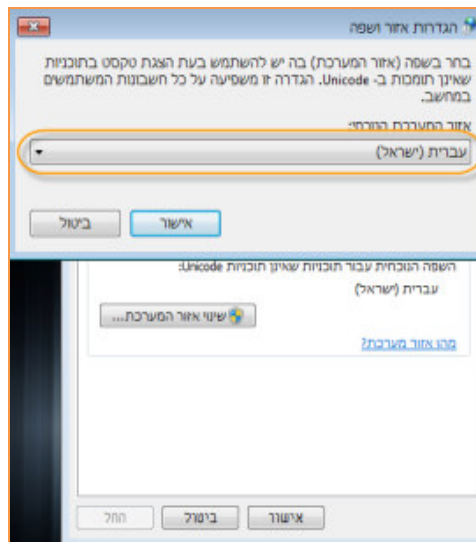 הגדרות אזור ושפה
בחר בשפה (אזור המערכת) בה יש להשתמש בעת הצגת טקסט בתוכניות
שאינן תומכות ב- Unicode. הגדרה זו משפיעה על כל חשבונות המשתמשים
במחשב.
אזור המערכת הנוכחי:
עברית (ישראל)
אישור
ביטול
השפה הנוכחית עבור תוכניות שאינן תוכניות Unicode:
עברית (ישראל)
שינוי אזור המערכת...
מהו אזור מערכת?
אישור
ביטול
החל